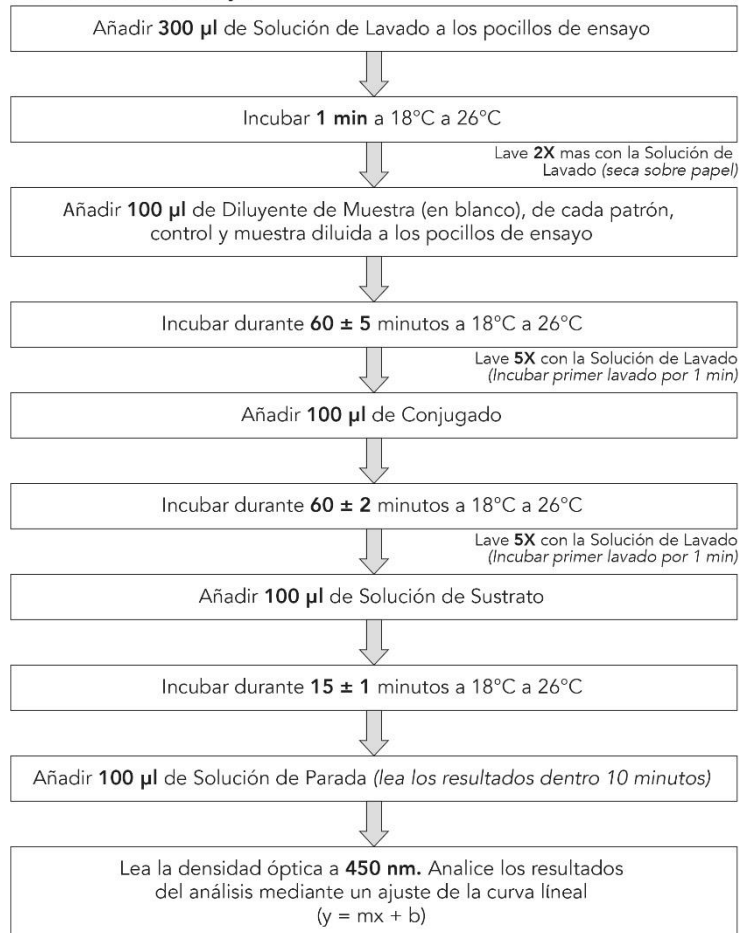 Añadir 300 µl de Solución de Lavado a los pocillos de ensayo
Incubar 1 min a 18°C a 26°C
Lave 2X mas con la Solución de
Lavado (seca sobre papel)
Añadir 100 µl de Diluyente de Muestra (en blanco), de cada patrón,
control y muestra diluida a los pocillos de ensayo
Incubar durante 60 ± 5 minutos a 18°C a 26°C
Lave 5X con la Solución de Lavado
(Incubar primer lavado por 1 min)
Añadir 100 µl de Conjugado
Incubar durante 60 ± 2 minutos a 18°C a 26°C
Lave 5X con la Solución de Lavado
(Incubar primer lavado por 1 min)
Añadir 100 µl de Solución de Sustrato
Incubar durante 15 ± 1 minutos a 18°C a 26°C
Añadir 100 µl de Solución de Parada (lea los resultados dentro 10 minutos)
Lea la densidad óptica a 450 nm. Analice los resultados
del análisis mediante un ajuste de la curva líneal
(y = mx + b)